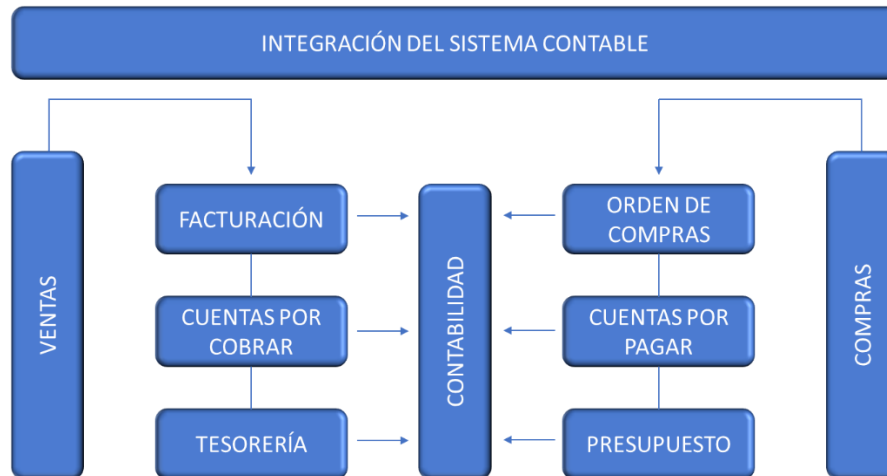 INTEGRACIÓN DEL SISTEMA CONTABLE
VENTAS
FACTURACIÓN
CUENTAS POR
COBRAR
TESORERÍA
CONTABILIDAD
ORDEN DE
COMPRAS
CUENTAS POR
PAGAR
PRESUPUESTO
COMPRAS